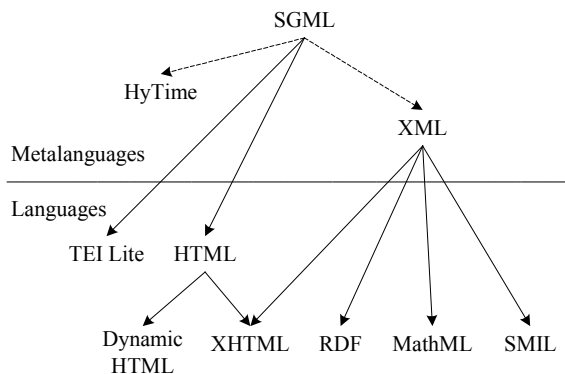 SGML
HyTime
XML
Metalanguages
Languages
TEI Lite HTML
Dynamic HTML
XHTML RDF MathML SMIL